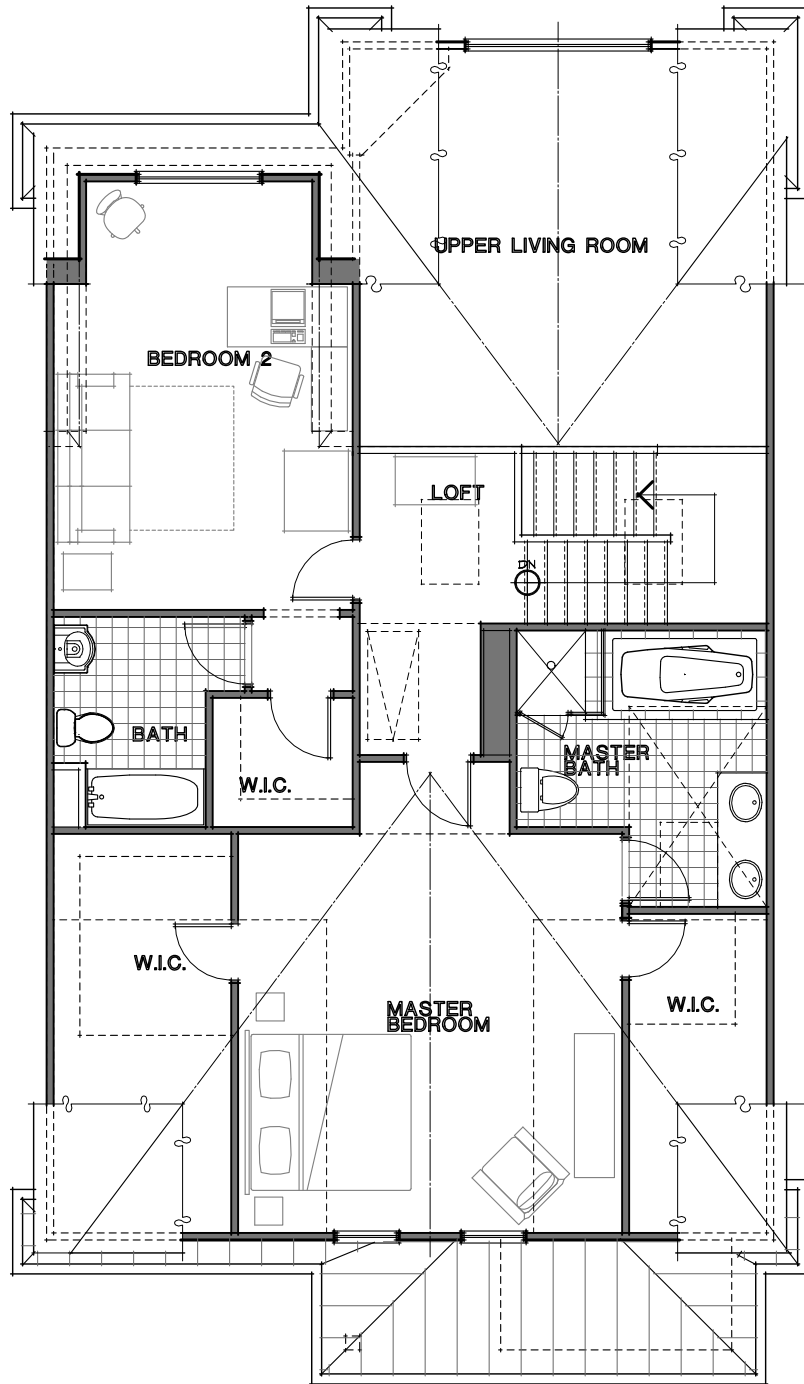 UPPER LIVING ROOM
BEDROOM 2
LOFT
DN
BATH
MASTER
BATH
W.I.C.
W.I.C.
MASTER
BEDROOM
W.I.C.